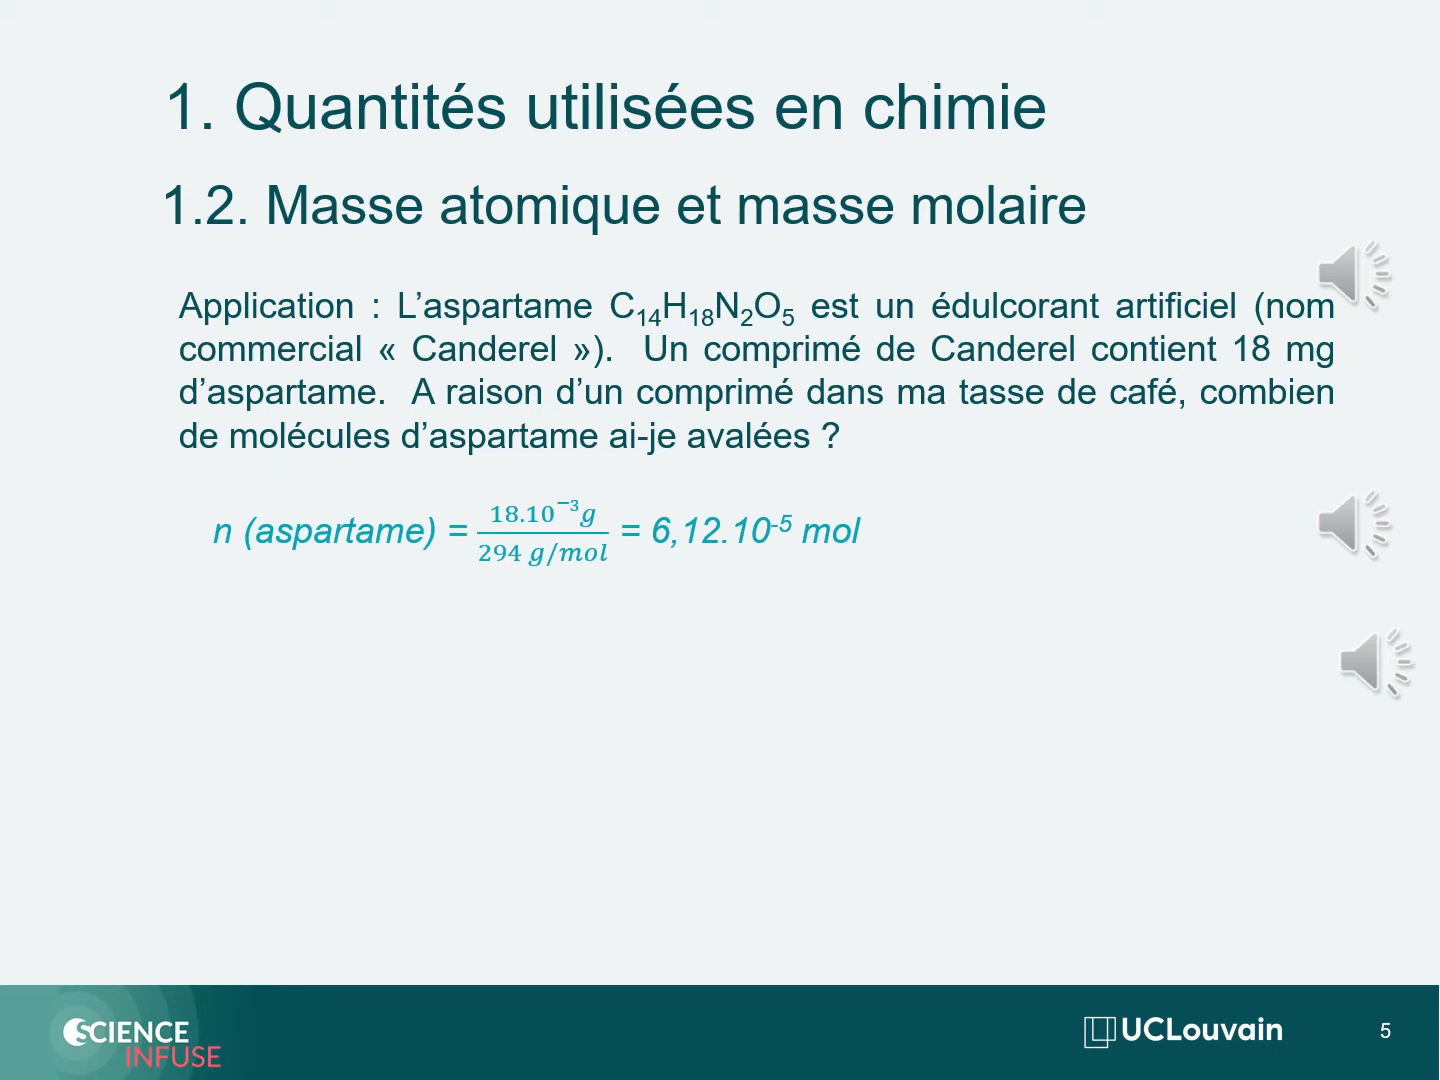 1. Quantités utilisées en chimie
1.2. Masse atomique et masse molaire
Application : L’aspartame C₁₄H₁₈N₂O₅ est un édulcorant artificiel (nom
commercial « Canderel »). Un comprimé de Canderel contient 18 mg
d’aspartame. A raison d’un comprimé dans ma tasse de café, combien
de molécules d’aspartame ai-je avalées ?
n (aspartame) = 18.10⁻³g / 294 g/mol = 6,12.10⁻⁵ mol
SCIENCE
INFUSE
UCLouvain
5